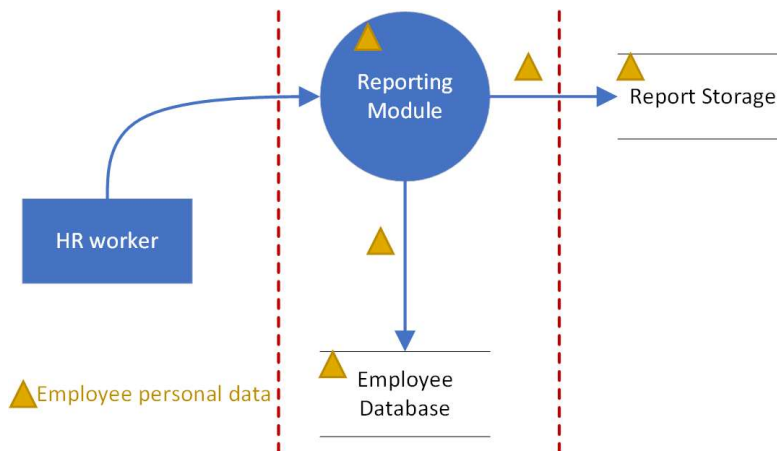 Reporting
Module
Report Storage
HR worker
Employee personal data
Employee
Database